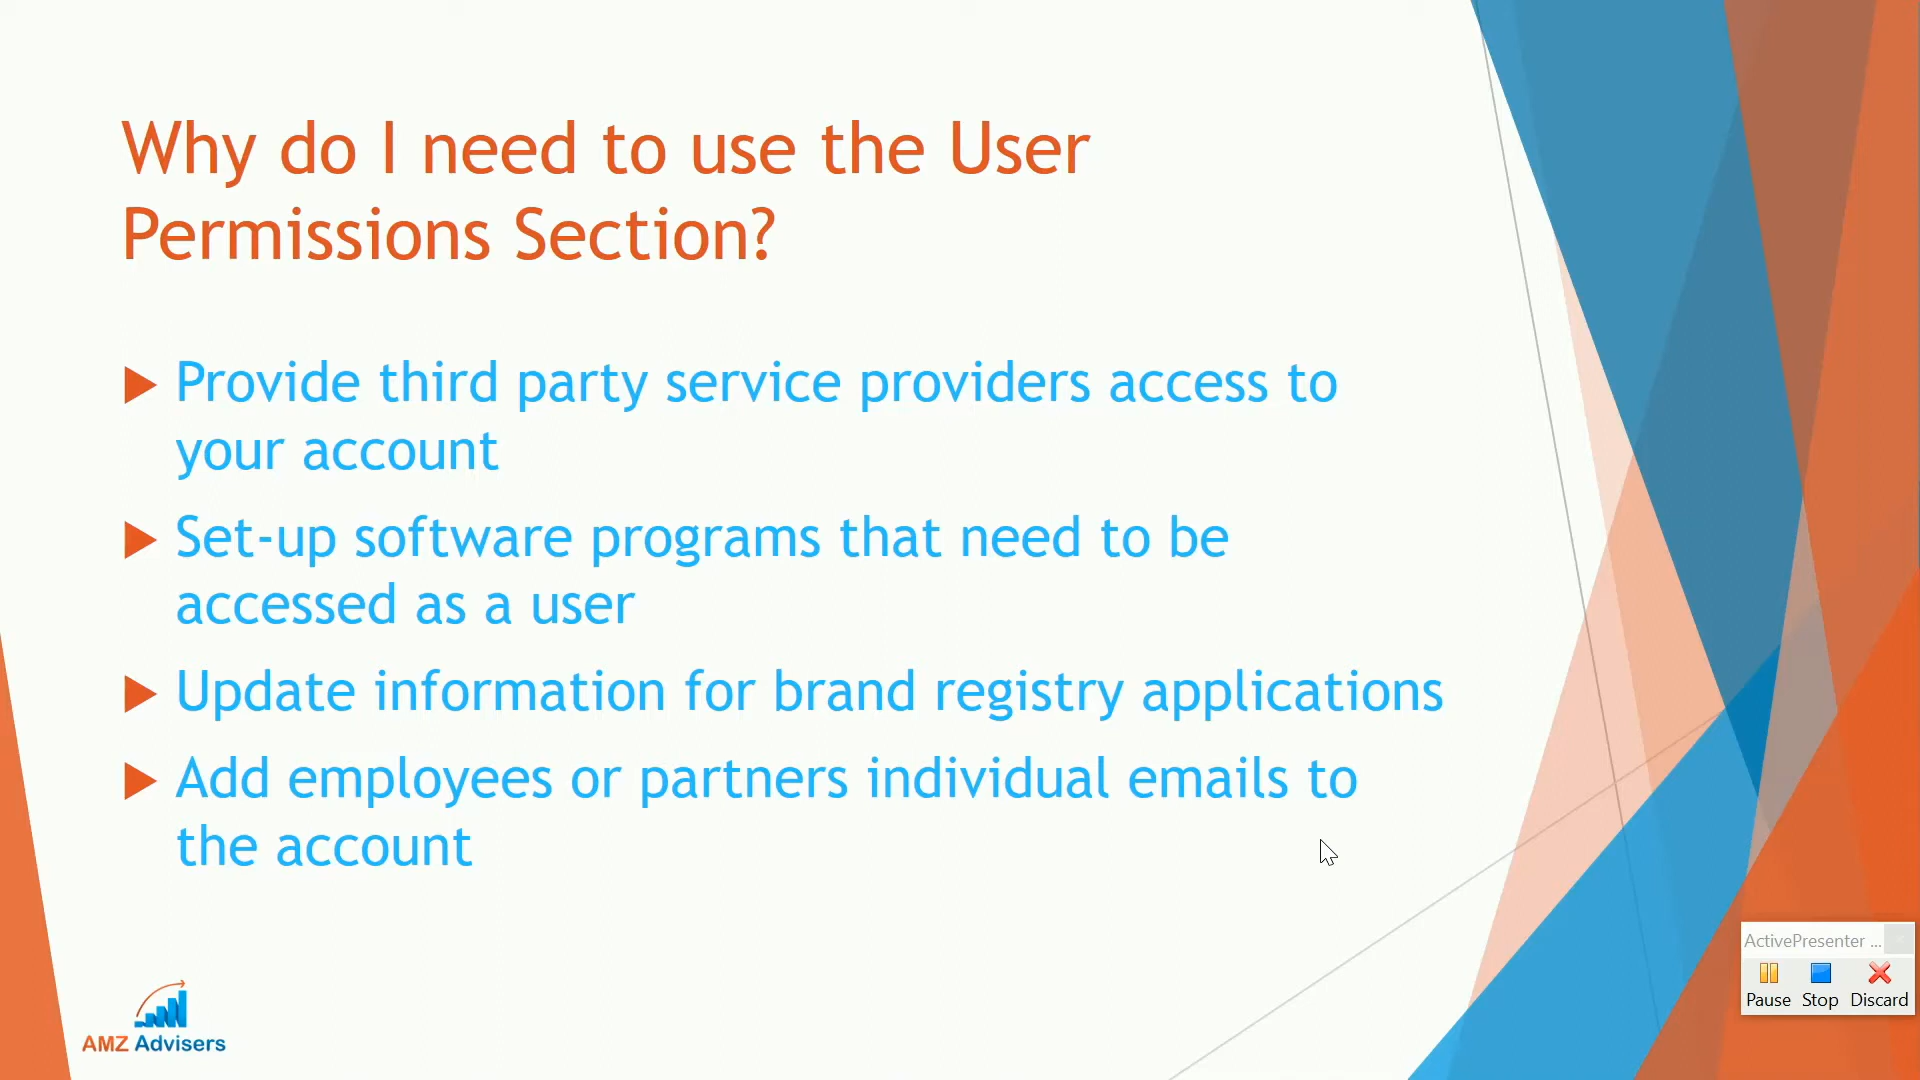 Why do I need to use the User
Permissions Section?
Provide third party service providers access to
your account
Set-up software programs that need to be
accessed as a user
Update information for brand registry applications
Add employees or partners individual emails to
the account
AMZ Advisers
ActivePresenter ...
Pause Stop Discard